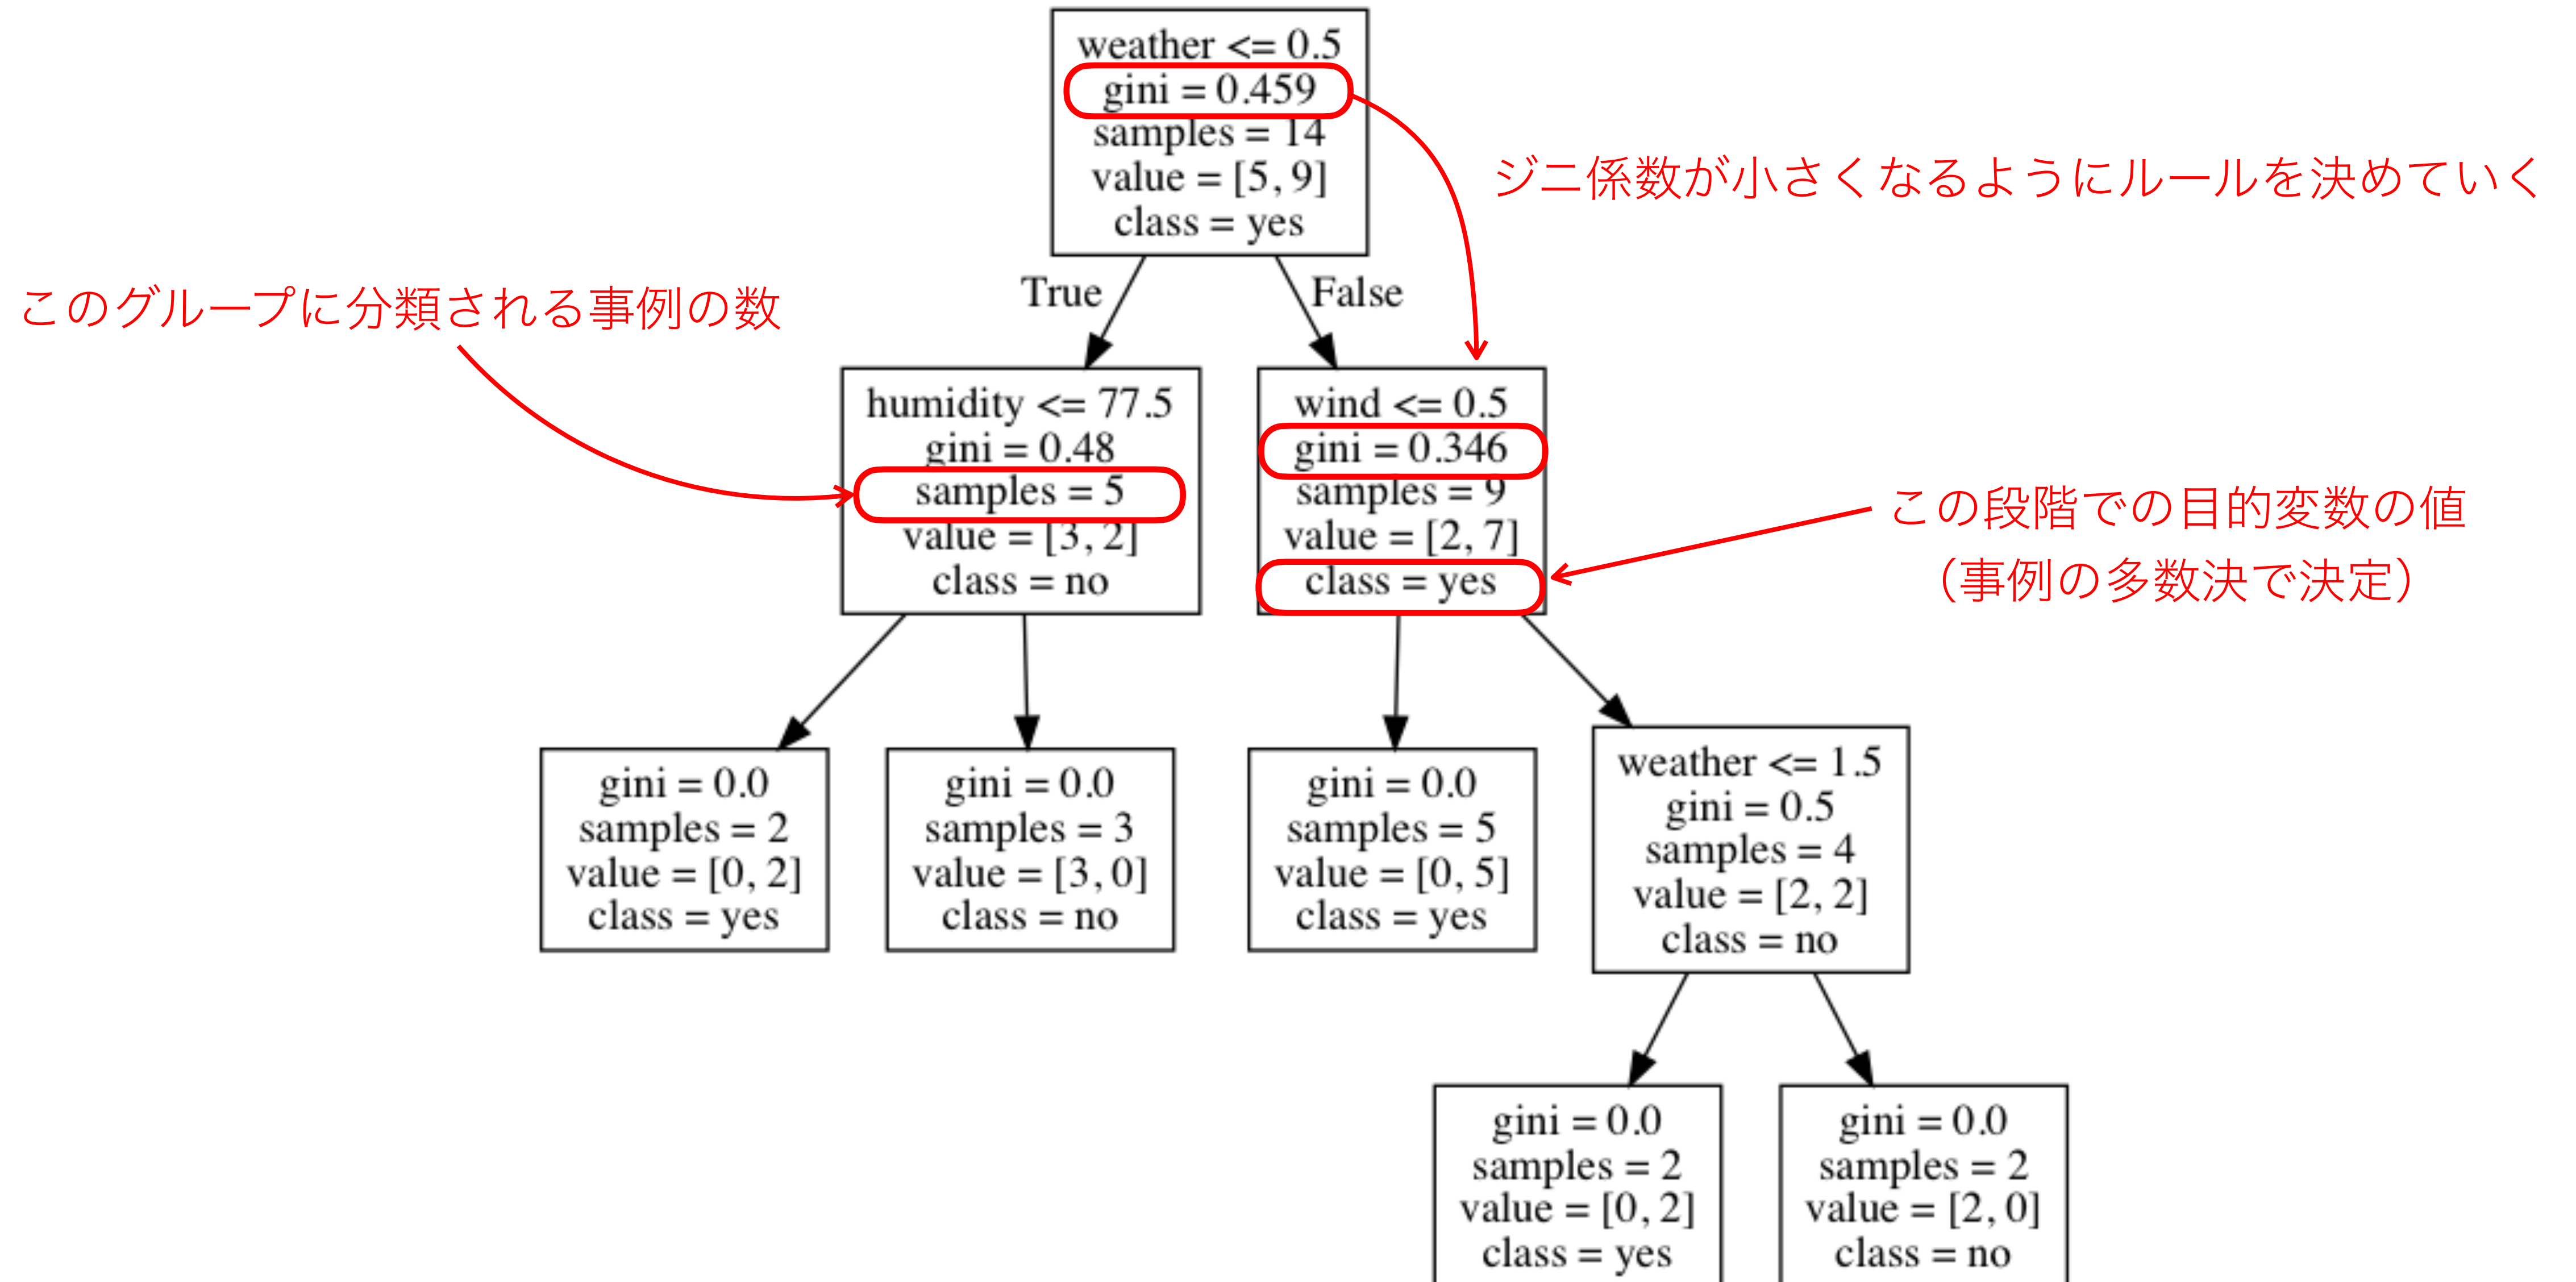 weather <= 0.5
gini = 0.459
samples = 14
value = [5, 9]
class = yes
ジニ係数が小さくなるようにルールを決めていく
True
False
このグループに分類される事例の数
humidity <= 77.5
gini = 0.48
samples = 5
value = [3, 2]
class = no
wind <= 0.5
gini = 0.346
samples = 9
value = [2, 7]
class = yes
この段階での目的変数の値
（事例の多数決で決定）
gini = 0.0
samples = 2
value = [0, 2]
class = yes
gini = 0.0
samples = 3
value = [3, 0]
class = no
gini = 0.0
samples = 5
value = [0, 5]
class = yes
weather <= 1.5
gini = 0.5
samples = 4
value = [2, 2]
class = no
gini = 0.0
samples = 2
value = [0, 2]
class = yes
gini = 0.0
samples = 2
value = [2, 0]
class = no